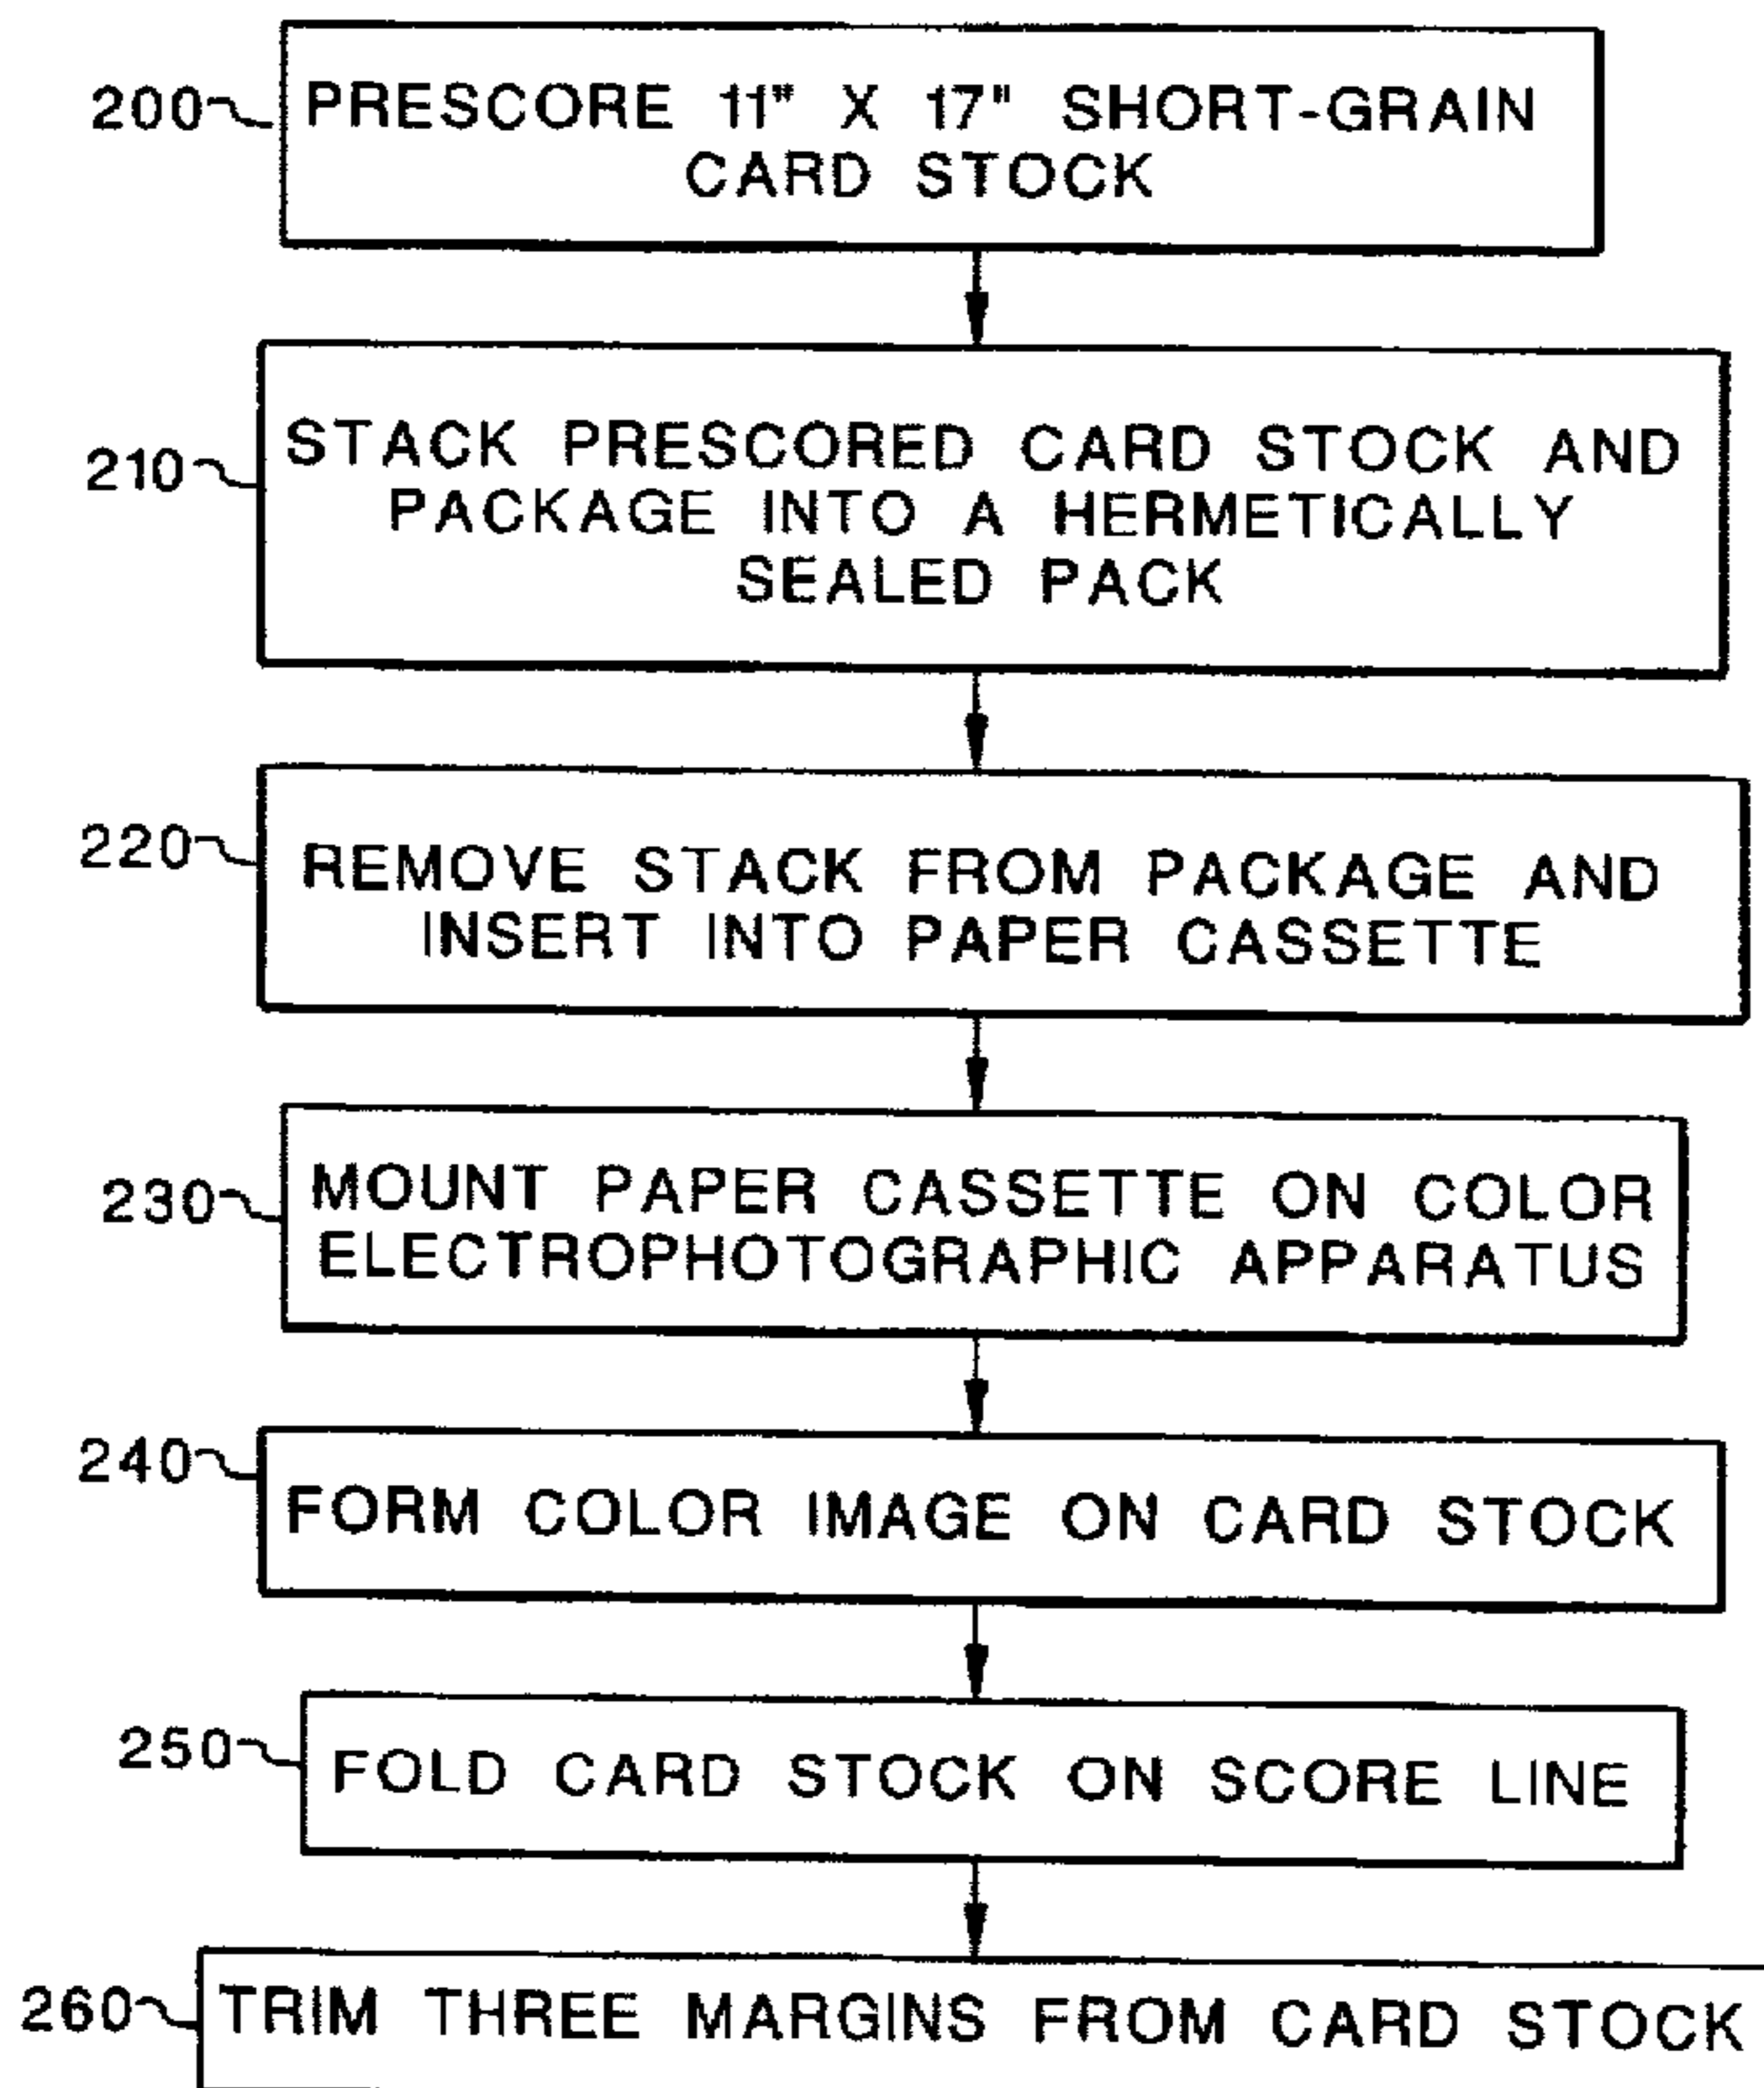 200 PRESCORE 11" X 17" SHORT-GRAIN
CARD STOCK
210 STACK PRESCORED CARD STOCK AND
PACKAGE INTO A HERMETICALLY
SEALED PACK
220 REMOVE STACK FROM PACKAGE AND
INSERT INTO PAPER CASSETTE
230 MOUNT PAPER CASSETTE ON COLOR
ELECTROPHOTOGRAPHIC APPARATUS
240 FORM COLOR IMAGE ON CARD STOCK
250 FOLD CARD STOCK ON SCORE LINE
260 TRIM THREE MARGINS FROM CARD STOCK